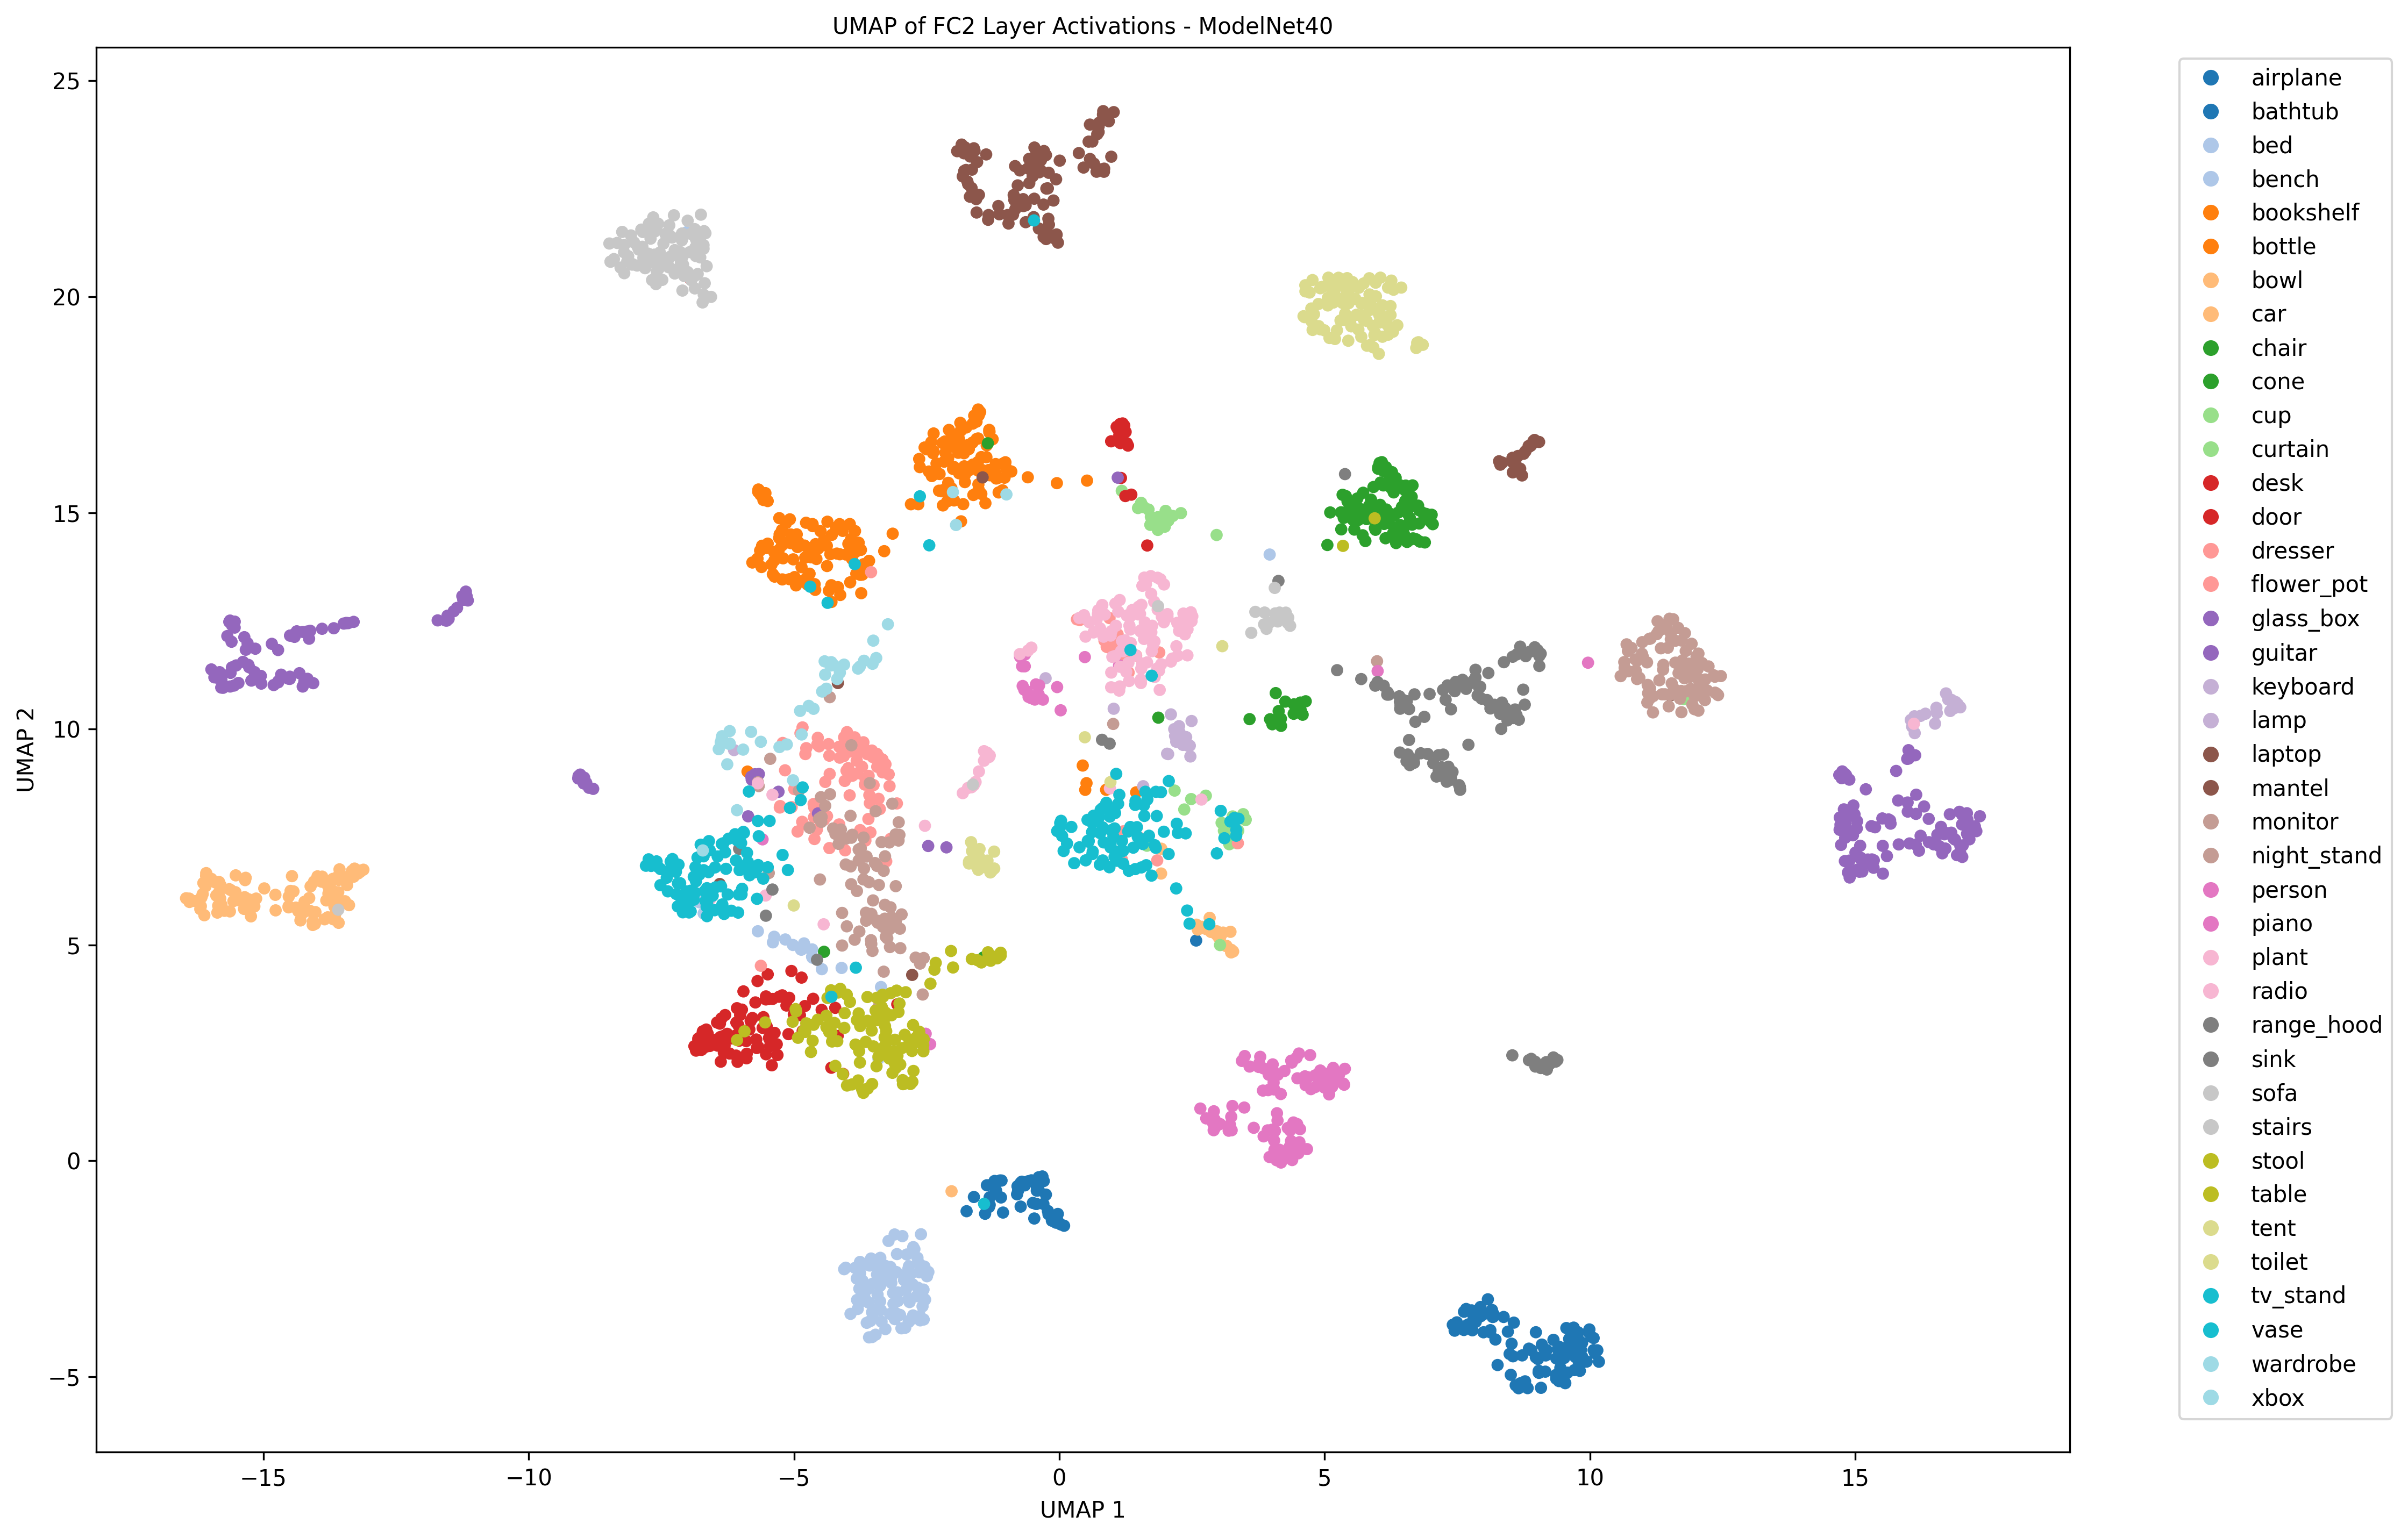 UMAP of FC2 Layer Activations - ModelNet40
25
20
15
10
5
0
−5
UMAP 2
−15
−10
−5
0
5
10
15
UMAP 1
airplane
bathtub
bed
bench
bookshelf
bottle
bowl
car
chair
cone
cup
curtain
desk
door
dresser
flower_pot
glass_box
guitar
keyboard
lamp
laptop
mantel
monitor
night_stand
person
piano
plant
radio
range_hood
sink
sofa
stairs
stool
table
tent
toilet
tv_stand
vase
wardrobe
xbox